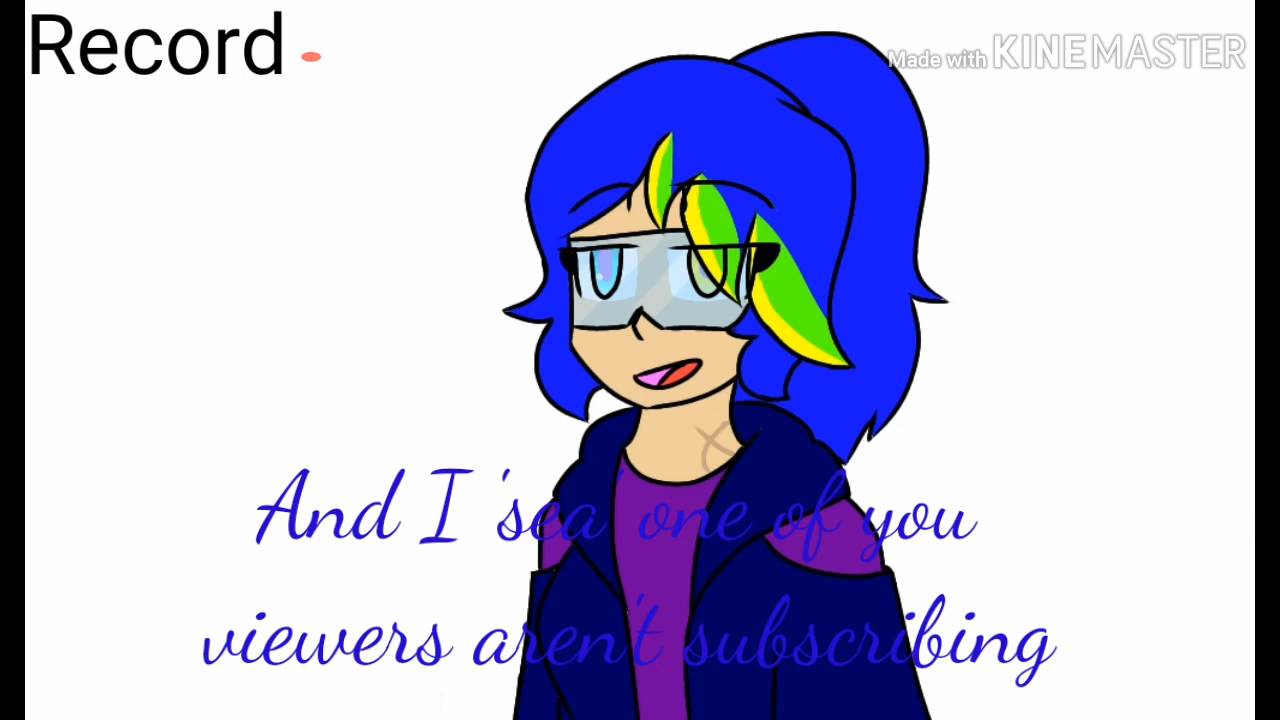 Record
Made with KINEMASTER
And I 'sea' one of you
viewers aren't subscribing